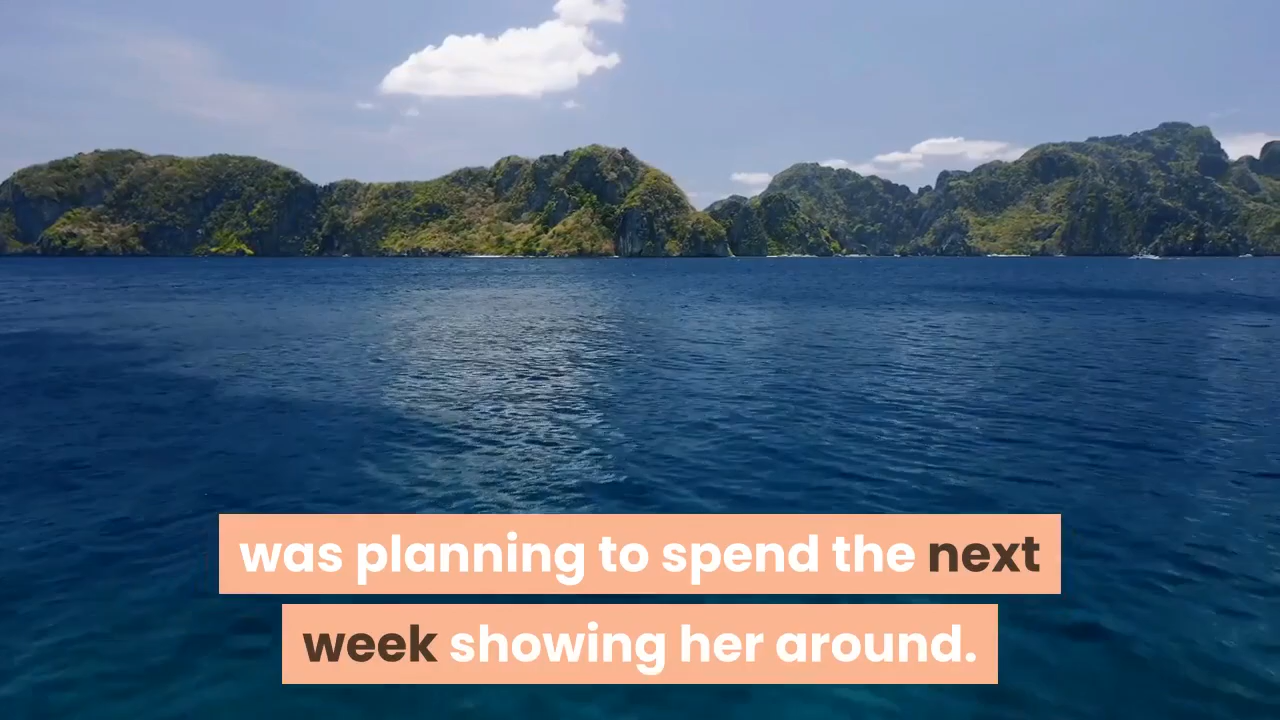 was planning to spend the next
week showing her around.